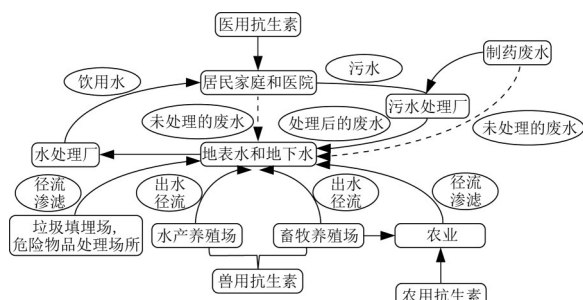 医用抗生素
制药废水
污水
饮用水
居民家庭和医院
污水处理厂
未处理的废水
处理后的废水
未处理的废水
水处理厂
地表水和地下水
径流
渗滤
出水
径流
出水
径流
径流
渗滤
垃圾填埋场,
危险物品处理场所
水产养殖场
畜牧养殖场
农业
兽用抗生素
农用抗生素